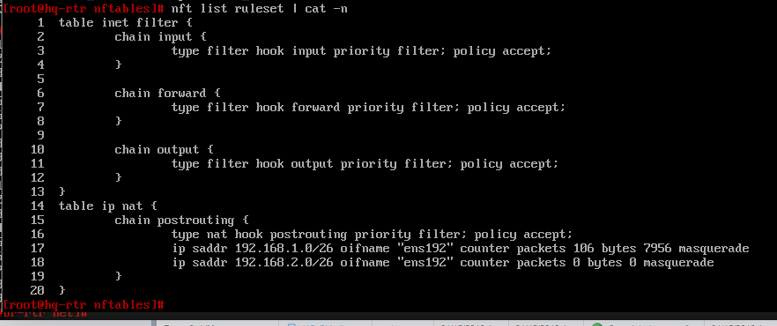 [root@hq-rtr nftables]# nft list ruleset | cat -n
1 table inet filter {
2 chain input {
3 type filter hook input priority filter; policy accept;
4 }
5
6 chain forward {
7 type filter hook forward priority filter; policy accept;
8 }
9
10 chain output {
11 type filter hook output priority filter; policy accept;
12 }
13 }
14 table ip nat {
15 chain postrouting {
16 type nat hook postrouting priority filter; policy accept;
17 ip saddr 192.168.1.0/26 oifname "ens192" counter packets 106 bytes 7956 masquerade
18 ip saddr 192.168.2.0/26 oifname "ens192" counter packets 0 bytes 0 masquerade
19 }
20 }
[root@hq-rtr nftables]#